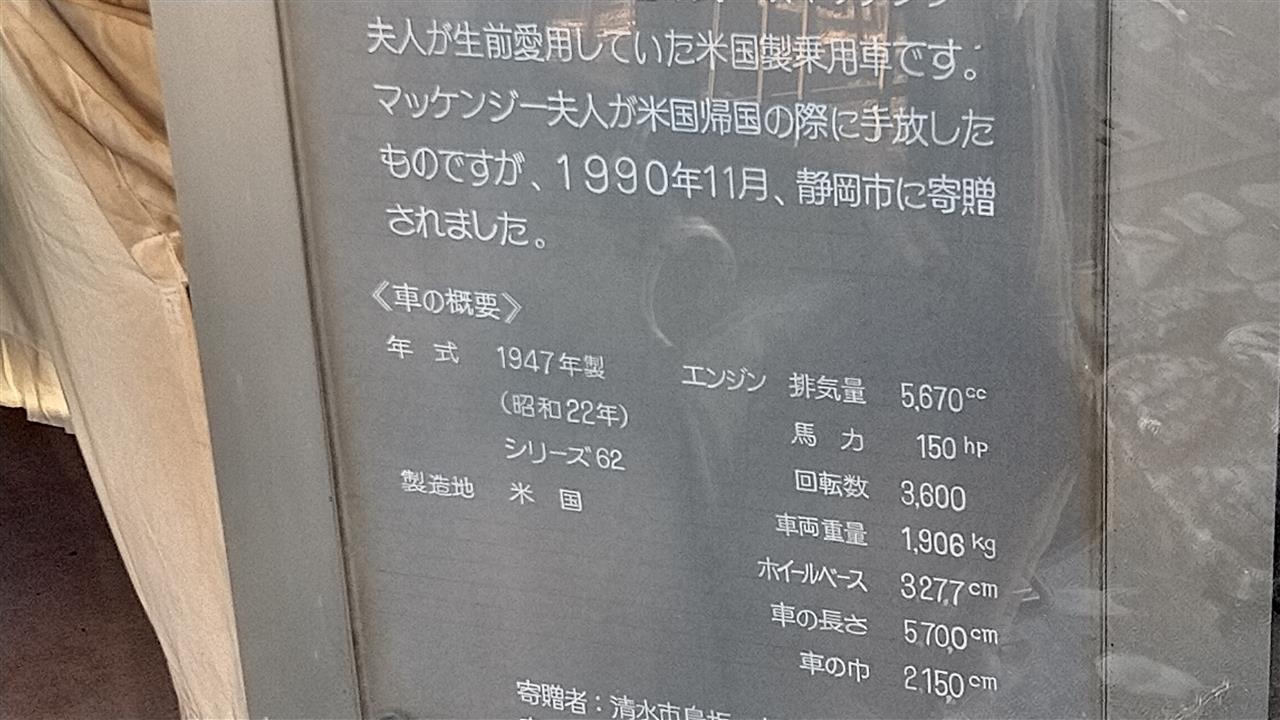 夫人が生前愛用していた米国製乗用車です。
マッケンジー夫人が米国帰国の際に手放した
ものですが、1990年11月、静岡市に寄贈
されました。
《車の概要》
年式 1947年製
(昭和22年)
シリーズ62
製造地 米国
エンジン 排気量 5,670cc
馬力 150hp
回転数 3,600
車両重量 1,906kg
ホイールベース 327.7cm
車の長さ 570.0cm
車の巾 215.0cm
寄贈者:清水市鳥坂